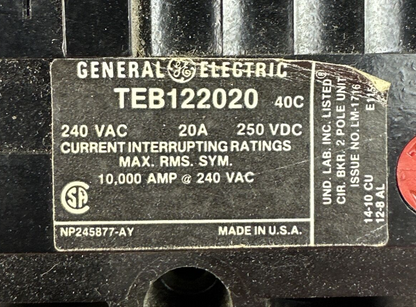 GENERAL GE ELECTRIC
TEB122020 40C
240 VAC 20A 250 VDC
CURRENT INTERRUPTING RATINGS
MAX. RMS. SYM.
10,000 AMP @ 240 VAC
SA
NP245877-AY MADE IN U.S.A.
UND. LAB. INC. LISTED®
CIR. BKR. 2 POLE UNIT
ISSUE NO. LM-1716
14-10 CU
12-8 AL